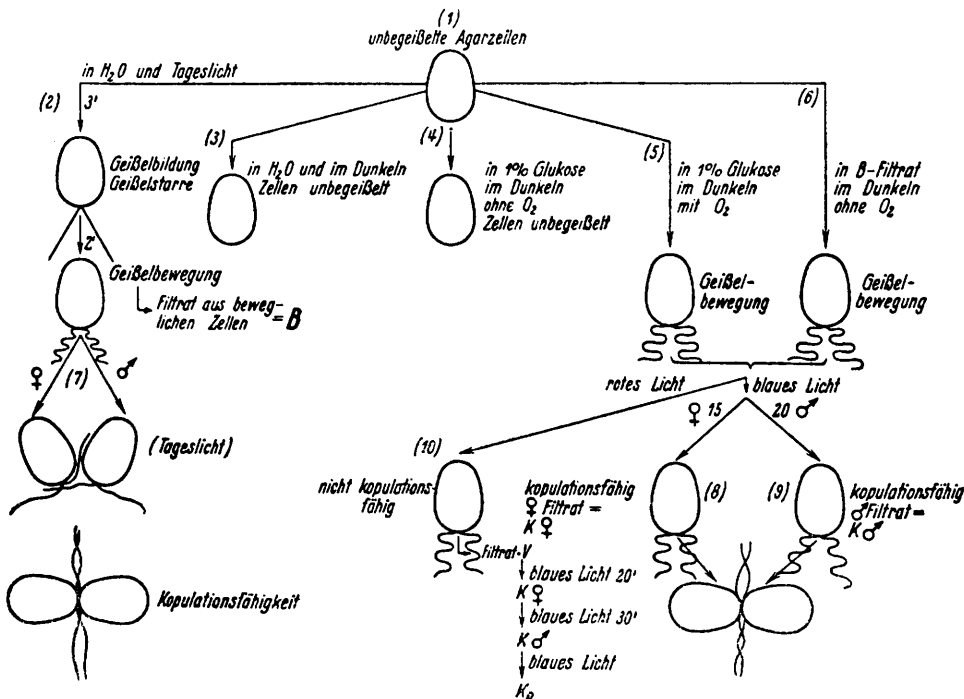 (1)
unbegeißelte Agarzellen
in H₂O und Tageslicht
(2)
3'
Geißelbildung
Geißelstarre
2'
Geißelbewegung
Filtrat aus beweg-
lichen Zellen = B
(3)
in H₂O und im Dunkeln
Zellen unbegeißelt
(4)
in 1% Glukose
im Dunkeln
ohne O₂
Zellen unbegeißelt
(5)
in 1% Glukose
im Dunkeln
mit O₂
Geißel-
bewegung
(6)
in B-Filtrat
im Dunkeln
ohne O₂
Geißel-
bewegung
♀ (7) ♂
(Tageslicht)
Kopulationsfähigkeit
rotes Licht
blaues Licht
♀ 15
20 ♂
(10)
nicht kopulations-
fähig
Filtrat·V
blaues Licht 20'
K♀
blaues Licht 30'
K♂
blaues Licht
kopulationsfähig
♀ Filtrat =
K♀
(8)
(9)
kopulationsfähig
♂ Filtrat =
K♂